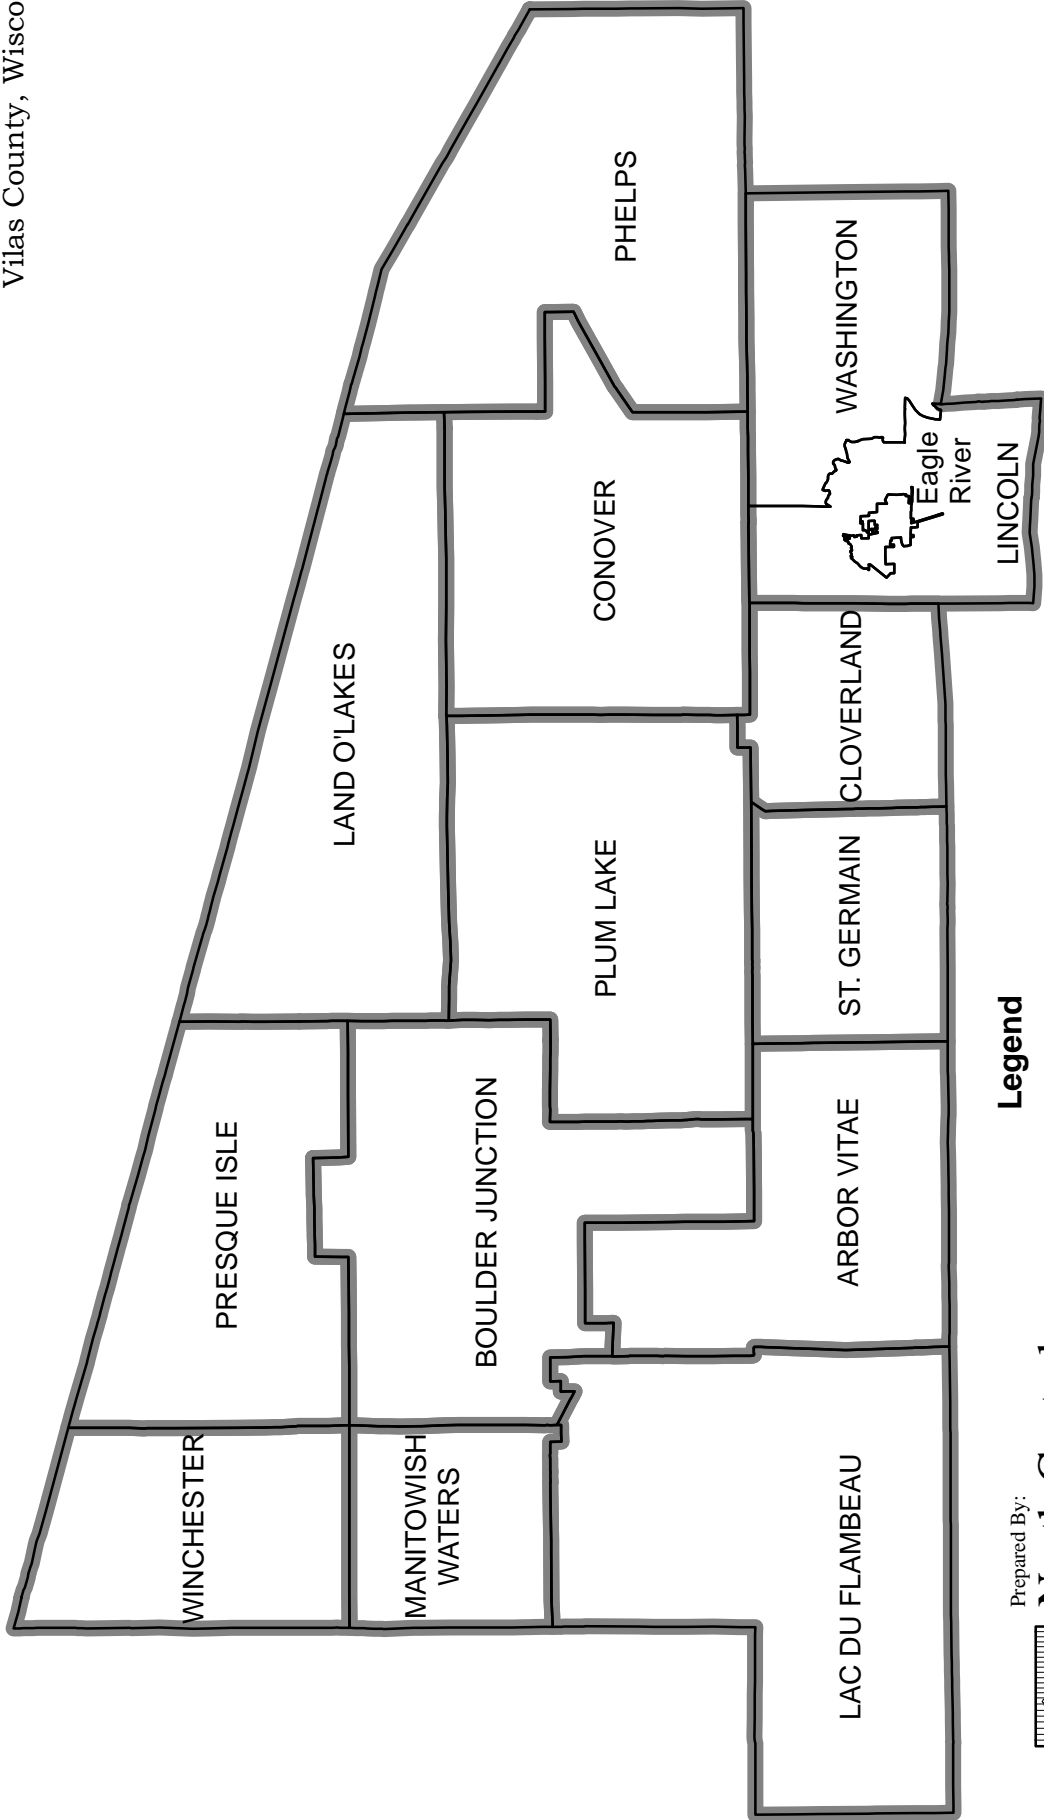 Vilas County, Wisco
PHELPS
WASHINGTON
CONOVER
Eagle
River
LINCOLN
LAND O'LAKES
CLOVERLAND
PLUM LAKE
ST. GERMAIN
PRESQUE ISLE
BOULDER JUNCTION
ARBOR VITAE
WINCHESTER
MANITOWISH
WATERS
LAC DU FLAMBEAU
Legend
Prepared By: